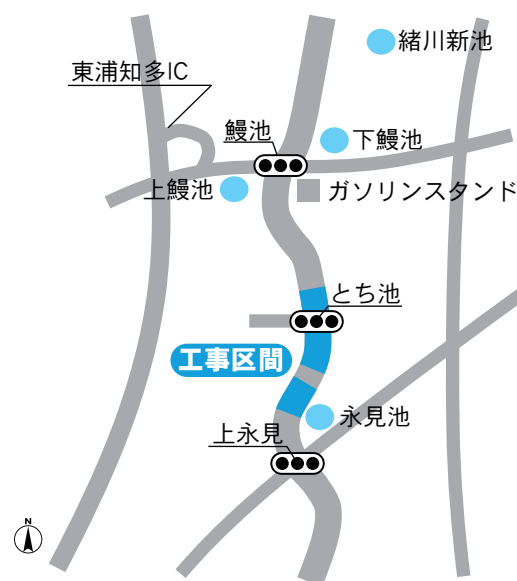 緒川新池
東浦知多IC
鰻池
下鰻池
上鰻池
ガソリンスタンド
とち池
工事区間
永見池
上永見
N